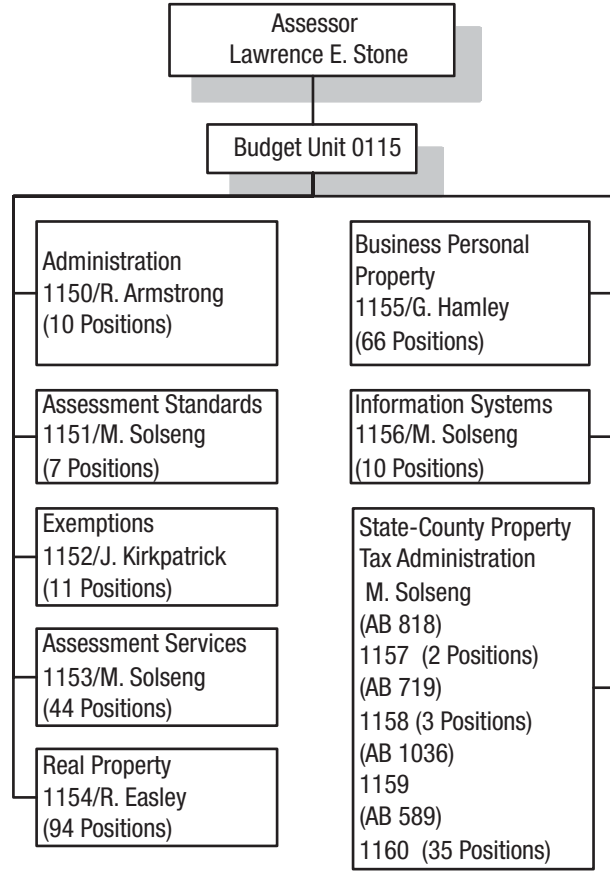 Assessor
Lawrence E. Stone
Budget Unit 0115
Administration
1150/R. Armstrong
(10 Positions)
Assessment Standards
1151/M. Solseng
(7 Positions)
Exemptions
1152/J. Kirkpatrick
(11 Positions)
Assessment Services
1153/M. Solseng
(44 Positions)
Real Property
1154/R. Easley
(94 Positions)
Business Personal
Property
1155/G. Hamley
(66 Positions)
Information Systems
1156/M. Solseng
(10 Positions)
State-County Property
Tax Administration
M. Solseng
(AB 818)
1157 (2 Positions)
(AB 719)
1158 (3 Positions)
(AB 1036)
1159
(AB 589)
1160 (35 Positions)